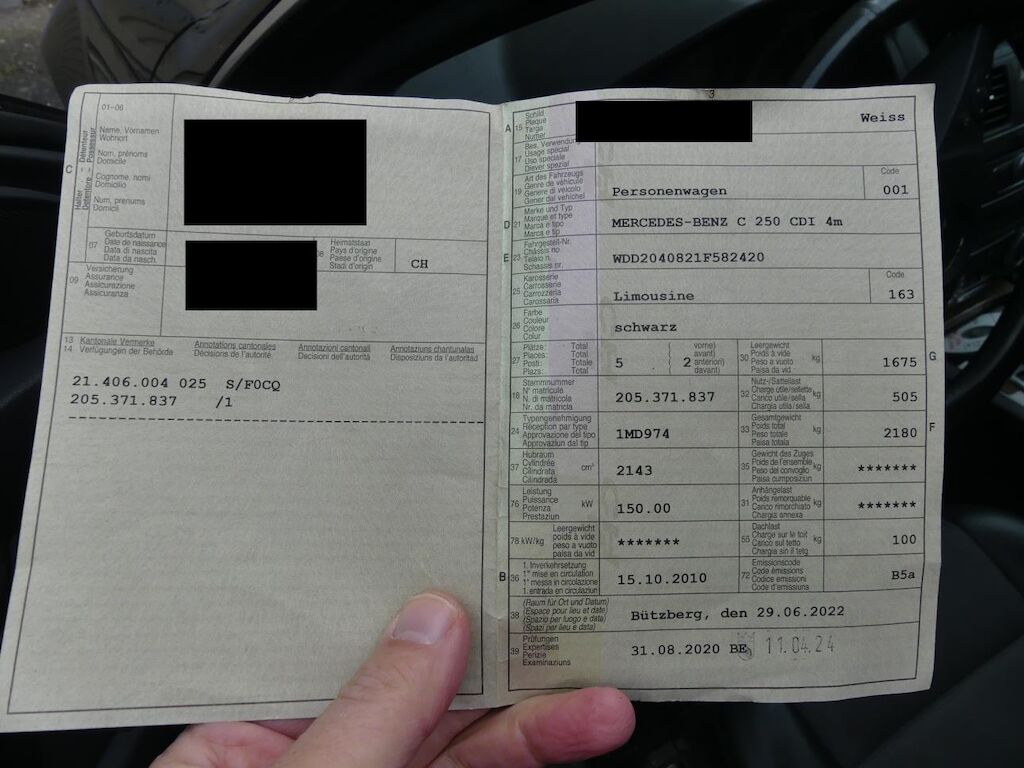 01-06
Halter
Détenteur
Detentore
Possessur
C
Name, Vornamen
Wohnort
Nom, prénoms
Domicile
Cognome, nomi
Domicilio
Num, prenums
Domicil
07
Geburtsdatum
Date de naissance
Data di nascita
Data da nasch.
Heimatstaat
Pays d'origine
Paese d'origine
Stadi d'origin
CH
09
Versicherung
Assurance
Assicurazione
Assicuranza
13 Kantonale Vermerke Annotations cantonales Annotazioni cantonali Annotaziuns chantunalas
14 Verfügungen der Behörde Décisions de l'autorité Decisioni dell'autorità Disposiziuns da l'autoritad
21.406.004 025 S/F0CQ
205.371.837 /1
3
A 15
Schild
Plaque
Targa
Numer
Weiss
17
Bes. Verwendung
Usage spécial
Uso speciale
Diever spezial
19
Art des Fahrzeugs
Genre de véhicule
Genere di veicolo
Gener dal vehichel
Personenwagen
Code
001
D 21
Marke und Typ
Marque et type
Marca e tipo
Marca e tip
MERCEDES-BENZ C 250 CDI 4m
E 23
Fahrgestell-Nr.
Châssis no
Telaio n.
Schassis nr.
WDD2040821F582420
25
Karosserie
Carrosserie
Carrozzeria
Carossaria
Limousine
Code
163
26
Farbe
Couleur
Colore
Colur
schwarz
27
Plätze: Total
Places: Total
Posti: Totale
Plazs: Total
5
vorne)
avant)
( 2 anteriori)
davant)
30
Leergewicht
Poids à vide
Peso a vuoto
Paisa da vid
kg
1675
G
18
Stammnummer
N° matricule
N. di matricola
Nr. da matricla
205.371.837
32
Nutz-/Sattellast
Charge utile/sellette
Carico utile/sella
Chargia utila/sella
kg
505
24
Typengenehmigung
Réception par type
Approvazione del tipo
Approvaziun dal tip
1MD974
33
Gesamtgewicht
Poids total
Peso totale
Paisa totala
kg
2180
F
37
Hubraum
Cylindrée
Cilindrata
Cilindrada
cm³
2143
35
Gewicht des Zuges
Poids de l'ensemble
Peso del convoglio
Paisa cumposiziun
kg
*******
76
Leistung
Puissance
Potenza
Prestaziun
kW
150.00
31
Anhängelast
Poids remorquable
Carico rimorchiato
Chargia annexa
kg
*******
78 kW/kg
Leergewicht
poids à vide
peso a vuoto
paisa da vid
*******
55
Dachlast
Charge sur le toit
Carico sul tetto
Chargia sin il tetg
kg
100
B 36
1. Inverkehrsetzung
1re mise en circulation
1a messa in circolazione
1. entrada en circulaziun
15.10.2010
72
Emissionscode
Code émissions
Codice emissioni
Code d'emissiuns
B5a
38
(Raum für Ort und Datum)
(Espace pour lieu et date)
(Spazio per luogo e data)
(Spazi per lieu e data)
Bützberg, den 29.06.2022
39
Prüfungen
Expertises
Perizie
Examinaziuns
31.08.2020 BE
11.04.24